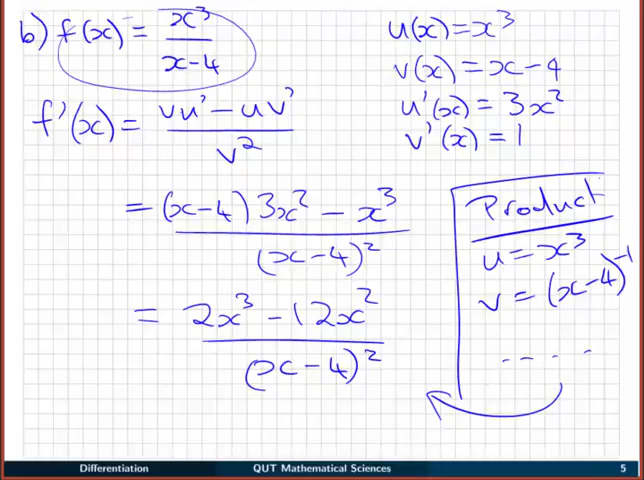 b) f(x) = x³/(x-4)
f'(x) = (vu' - uv')/v²
= ((x-4)3x² - x³)/(x-4)²
= (2x³ - 12x²)/(x-4)²
u(x) = x³
v(x) = x-4
u'(x) = 3x²
v'(x) = 1
Product
u = x³
v = (x-4)⁻¹
- - - -
Differentiation QUT Mathematical Sciences 5